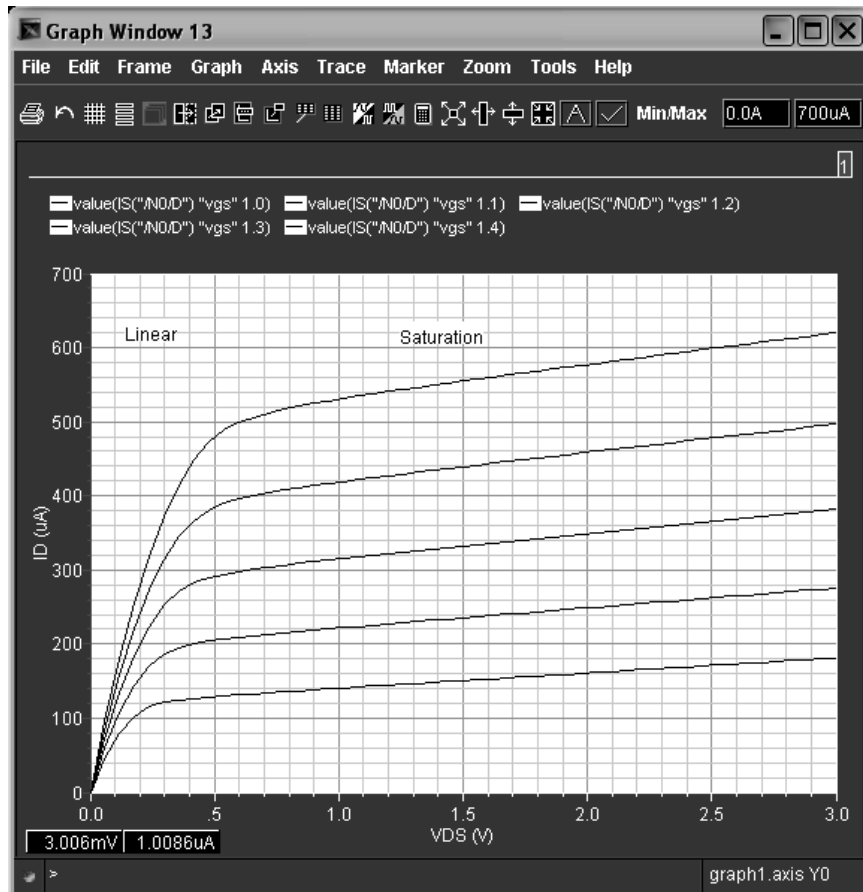 Graph Window 13
File Edit Frame Graph Axis Trace Marker Zoom Tools Help
Min/Max 0.0A 700uA
1
value(IS("/N0/D") "vgs" 1.0) value(IS("/N0/D") "vgs" 1.1) value(IS("/N0/D") "vgs" 1.2)
value(IS("/N0/D") "vgs" 1.3) value(IS("/N0/D") "vgs" 1.4)
700
Linear Saturation
600
500
400
ID (uA)
300
200
100
0
0.0 .5 1.0 1.5 2.0 2.5 3.0
VDS (V)
3.006mV 1.0086uA
> graph1.axis Y0